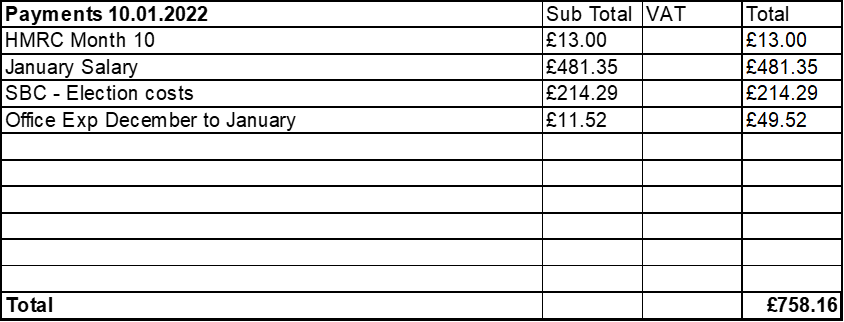 Payments 10.01.2022 Sub Total VAT Total
HMRC Month 10 £13.00 £13.00
January Salary £481.35 £481.35
SBC - Election costs £214.29 £214.29
Office Exp December to January £11.52 £49.52
Total £758.16